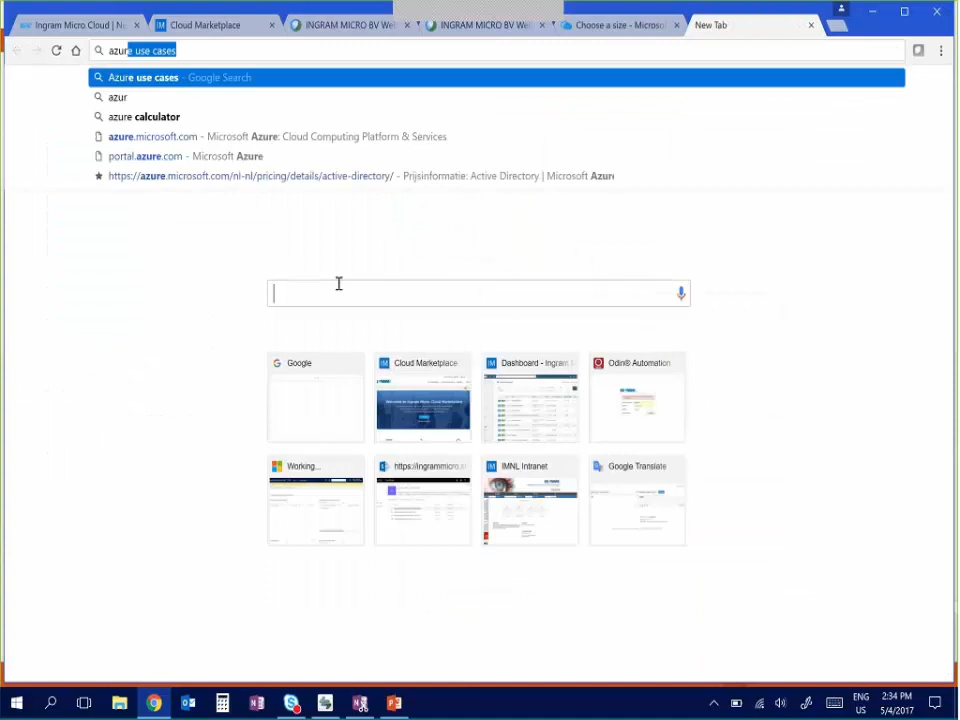 Ingram Micro Cloud | Ne
Cloud Marketplace
INGRAM MICRO BV We
INGRAM MICRO BV We
Choose a size - Microso
New Tab
azure use cases
Azure use cases - Google Search
azur
azure calculator
azure.microsoft.com - Microsoft Azure: Cloud Computing Platform & Services
portal.azure.com - Microsoft Azure
https://azure.microsoft.com/nl-nl/pricing/details/active-directory/ - Prijsinformatie: Active Directory | Microsoft Azure
Google
IM Cloud Marketplace
IM Dashboard - Ingram
Odin® Automation
Working...
https://ingrammicro.s
IM IMNL Intranet
Google Translate
ENG
US
2:34 PM
5/4/2017